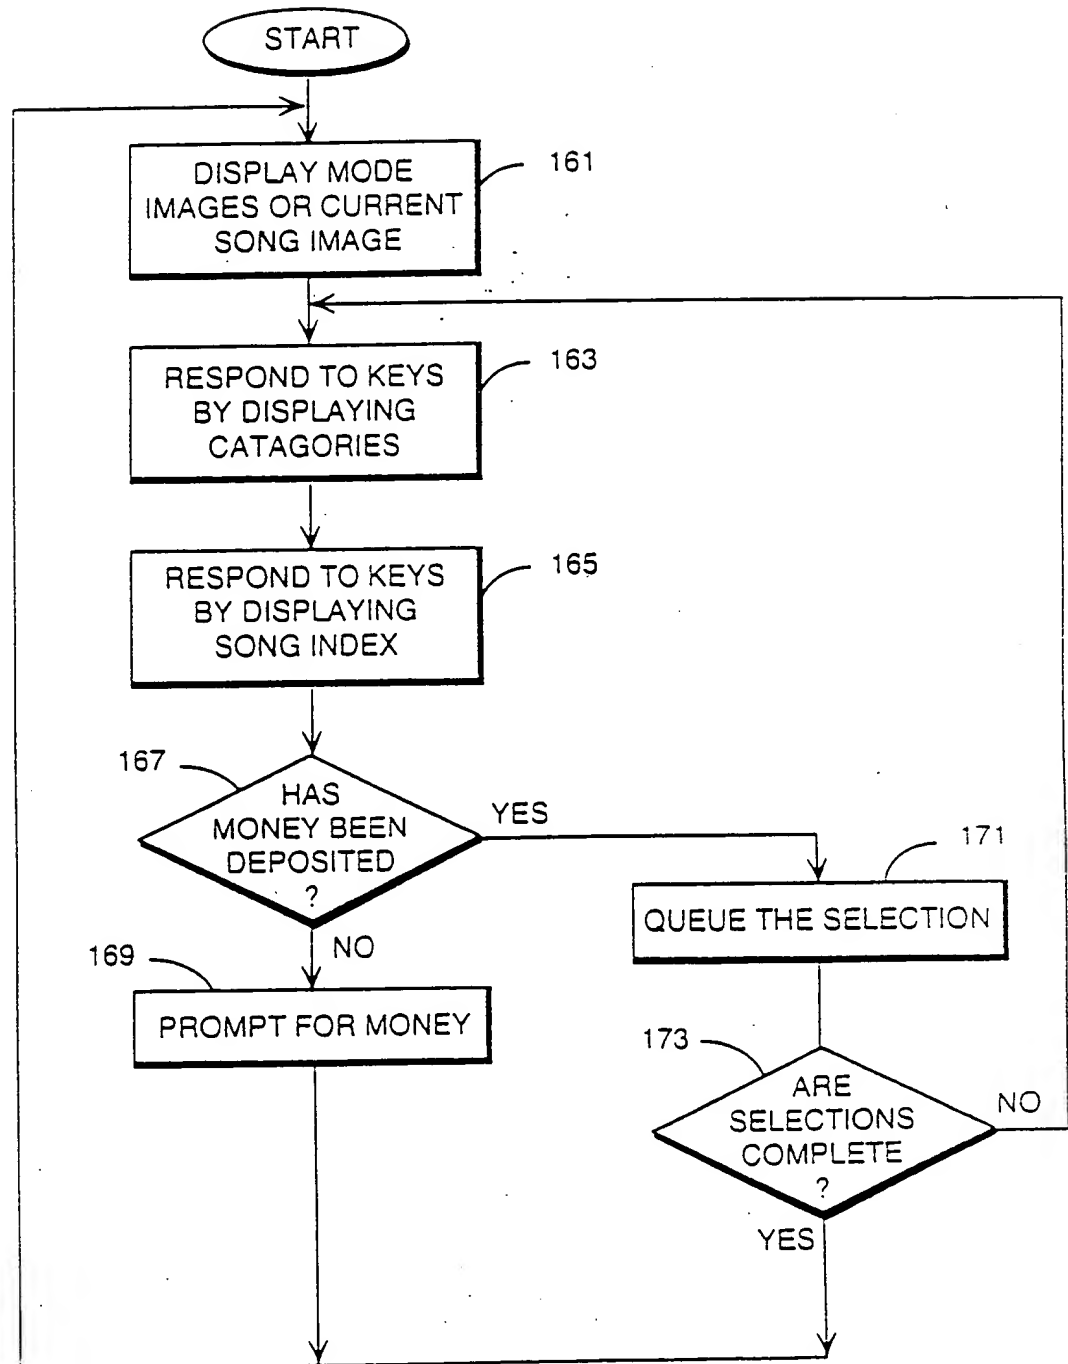 START
DISPLAY MODE
IMAGES OR CURRENT
SONG IMAGE
161
RESPOND TO KEYS
BY DISPLAYING
CATAGORIES
163
RESPOND TO KEYS
BY DISPLAYING
SONG INDEX
165
167
HAS
MONEY BEEN
DEPOSITED
?
YES
NO
171
QUEUE THE SELECTION
169
PROMPT FOR MONEY
173
ARE
SELECTIONS
COMPLETE
?
NO
YES